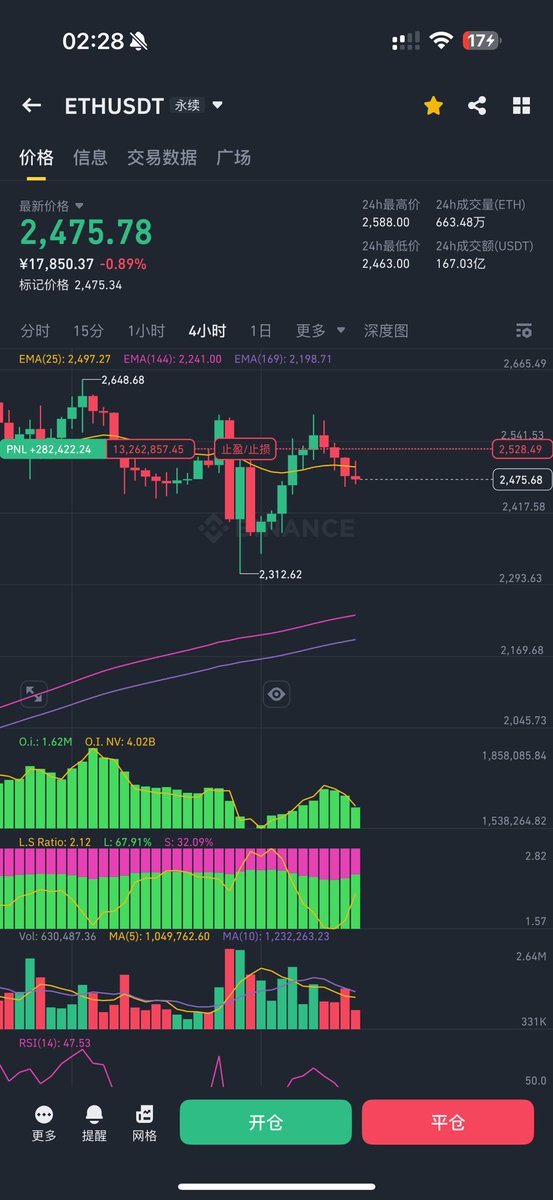 02:28 17
ETHUSDT 永续
价格 信息 交易数据 广场
最新价格
2,475.78
¥17,850.37 -0.89%
标记价格 2,475.34
24h最高价 24h成交量(ETH)
2,588.00 663.48万
24h最低价 24h成交额(USDT)
2,463.00 167.03亿
分时 15分 1小时 4小时 1日 更多 深度图
EMA(25): 2,497.27 EMA(144): 2,241.00 EMA(169): 2,198.71
2,665.49
2,648.68
2,541.53
PNL +282,422.24 13,262,857.45 止盈/止损 2,528.49
2,475.68
2,417.58
BINANCE
2,312.62
2,293.63
2,169.68
2,045.73
O.i.: 1.62M O.I. NV: 4.02B
1,858,085.84
1,538,264.82
L.S Ratio: 2.12 L: 67.91% S: 32.09%
2.82
1.57
Vol: 630,487.36 MA(5): 1,049,762.60 MA(10): 1,232,263.23
2.64M
331K
RSI(14): 47.53
50.0
更多 提醒 网格 开仓 平仓